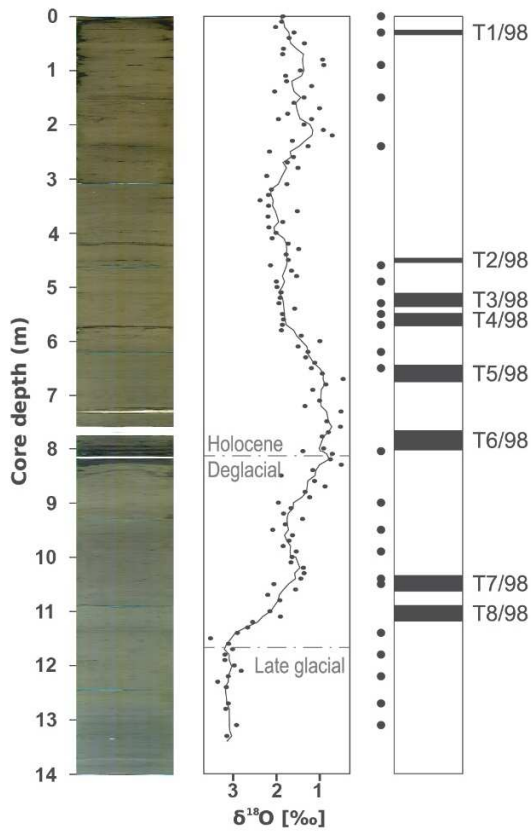 0
1
2
3
4
5
6
7
8
9
10
11
12
13
14
Core depth (m)
Holocene
Deglacial
Late glacial
3 2 1
δ¹⁸O [‰]
T1/98
T2/98
T3/98
T4/98
T5/98
T6/98
T7/98
T8/98